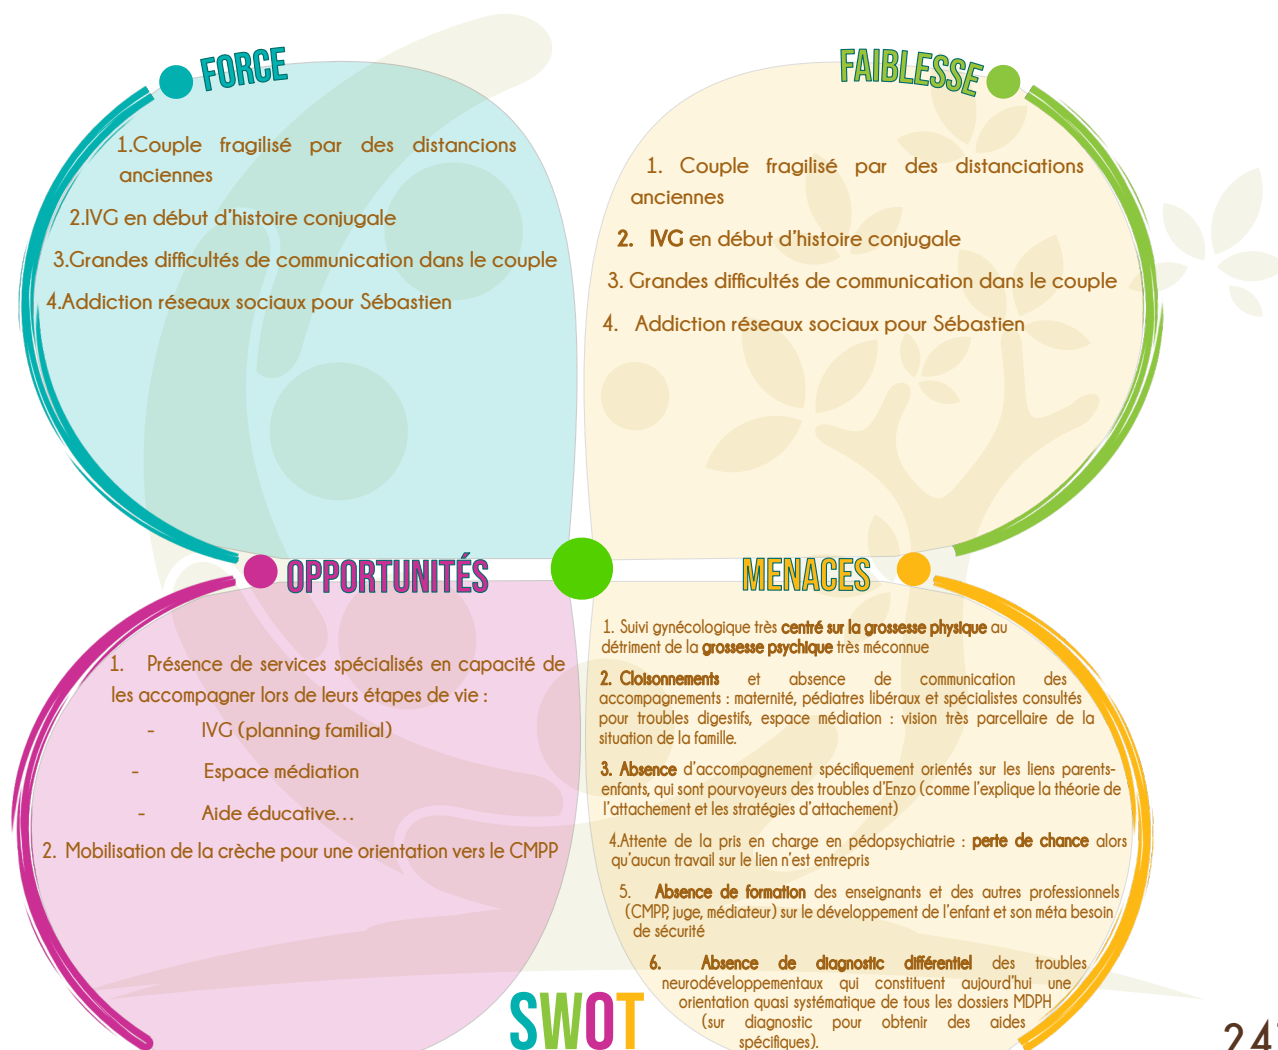 FORCE
1.Couple fragilisé par des distancions
anciennes
2.IVG en début d'histoire conjugale
3.Grandes difficultés de communication dans le couple
4.Addiction réseaux sociaux pour Sébastien
FAIBLESSE
1. Couple fragilisé par des distanciations
anciennes
2. IVG en début d'histoire conjugale
3. Grandes difficultés de communication dans le couple
4. Addiction réseaux sociaux pour Sébastien
OPPORTUNITÉS
1. Présence de services spécialisés en capacité de
les accompagner lors de leurs étapes de vie :
- IVG (planning familial)
- Espace médiation
- Aide éducative…
2. Mobilisation de la crèche pour une orientation vers le CMPP
MENACES
1. Suivi gynécologique très centré sur la grossesse physique au
détriment de la grossesse psychique très méconnue
2. Cloisonnements et absence de communication des
accompagnements : maternité, pédiatres libéraux et spécialistes consultés
pour troubles digestifs, espace médiation : vision très parcellaire de la
situation de la famille.
3. Absence d'accompagnement spécifiquement orientés sur les liens parents-
enfants, qui sont pourvoyeurs des troubles d'Enzo (comme l'explique la théorie de
l'attachement et les stratégies d'attachement)
4.Attente de la pris en charge en pédopsychiatrie : perte de chance alors
qu'aucun travail sur le lien n'est entrepris
5. Absence de formation des enseignants et des autres professionnels
(CMPP, juge, médiateur) sur le développement de l'enfant et son méta besoin
de sécurité
6. Absence de diagnostic différentiel des troubles
neurodéveloppementaux qui constituent aujourd'hui une
orientation quasi systématique de tous les dossiers MDPH
(sur diagnostic pour obtenir des aides
spécifiques).
SWOT